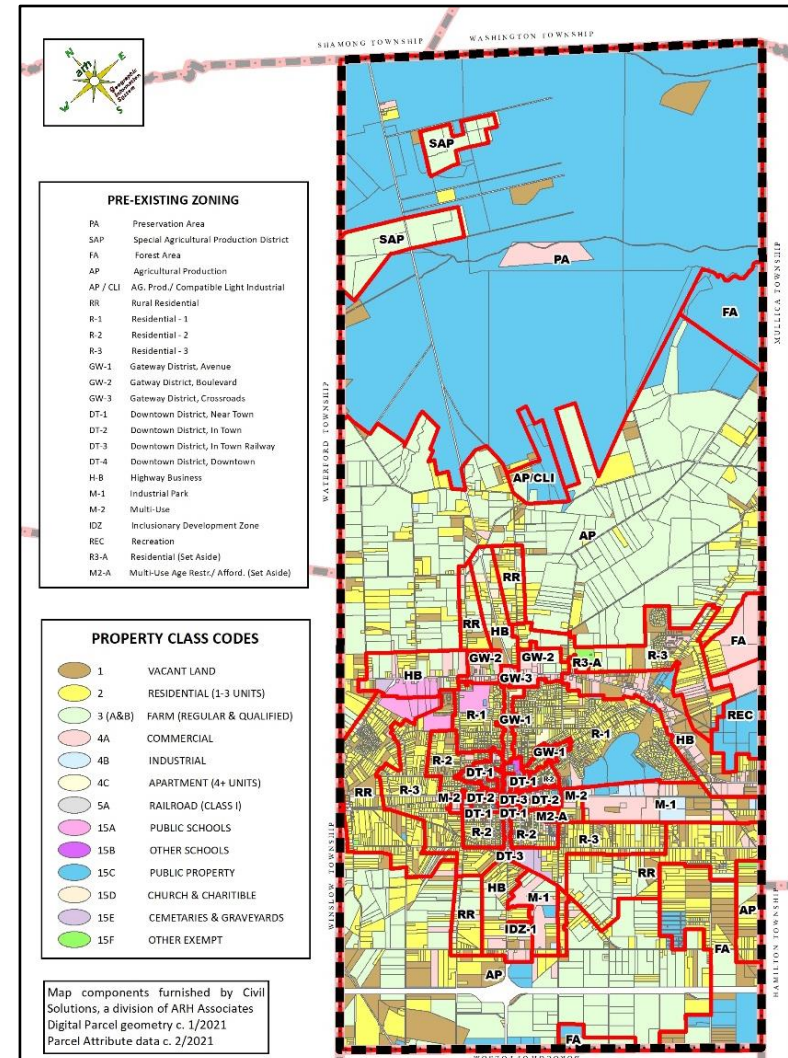 SHAMONG TOWNSHIP
WASHINGTON TOWNSHIP
N
E
W
S
arh
Geographic
Information
System
PRE-EXISTING ZONING
PA Preservation Area
SAP Special Agricultural Production District
FA Forest Area
AP Agricultural Production
AP / CLI AG. Prod./ Compatible Light Industrial
RR Rural Residential
R-1 Residential - 1
R-2 Residential - 2
R-3 Residential - 3
GW-1 Gateway District, Avenue
GW-2 Gatway District, Boulevard
GW-3 Gateway District, Crossroads
DT-1 Downtown District, Near Town
DT-2 Downtown District, In Town
DT-3 Downtown District, In Town Railway
DT-4 Downtown District, Downtown
H-B Highway Business
M-1 Industrial Park
M-2 Multi-Use
IDZ Inclusionary Development Zone
REC Recreation
R3-A Residential (Set Aside)
M2-A Multi-Use Age Restr./ Afford. (Set Aside)
PROPERTY CLASS CODES
1 VACANT LAND
2 RESIDENTIAL (1-3 UNITS)
3 (A&B) FARM (REGULAR & QUALIFIED)
4A COMMERCIAL
4B INDUSTRIAL
4C APARTMENT (4+ UNITS)
5A RAILROAD (CLASS I)
15A PUBLIC SCHOOLS
15B OTHER SCHOOLS
15C PUBLIC PROPERTY
15D CHURCH & CHARITIBLE
15E CEMETARIES & GRAVEYARDS
15F OTHER EXEMPT
Map components furnished by Civil
Solutions, a division of ARH Associates
Digital Parcel geometry c. 1/2021
Parcel Attribute data c. 2/2021
WATERFORD TOWNSHIP
WINSLOW TOWNSHIP
MULLICA TOWNSHIP
HAMILTON TOWNSHIP
SAP
SAP
PA
FA
AP/CLI
AP
RR
RR
HB
GW-2
GW-2
R3-A
R-3
FA
HB
GW-3
REC
R-1
GW-1
R-1
HB
GW-1
R-2
DT-1
DT-1
R-2
RR
R-3
M-2
DT-2
DT-3
DT-2
M-2
M-1
DT-1
DT-1
M2-A
R-2
R-2
R-3
DT-3
HB
RR
RR
M-1
AP
IDZ-1
FA
AP
FA